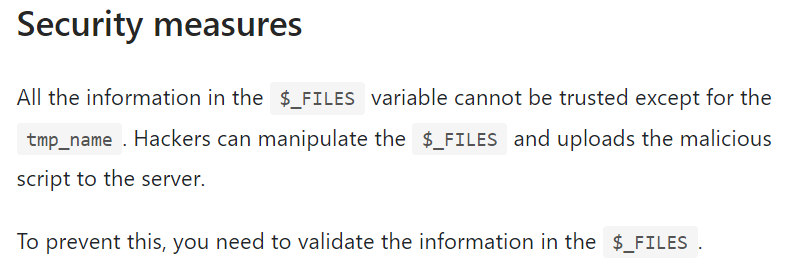 Security measures
All the information in the $_FILES variable cannot be trusted except for the
tmp_name . Hackers can manipulate the $_FILES and uploads the malicious
script to the server.
To prevent this, you need to validate the information in the $_FILES .